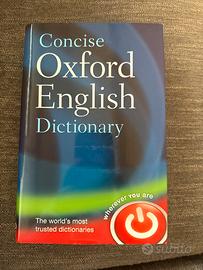 Concise
Oxford
English
Dictionary
wherever you are
The world's most
trusted dictionaries
subito